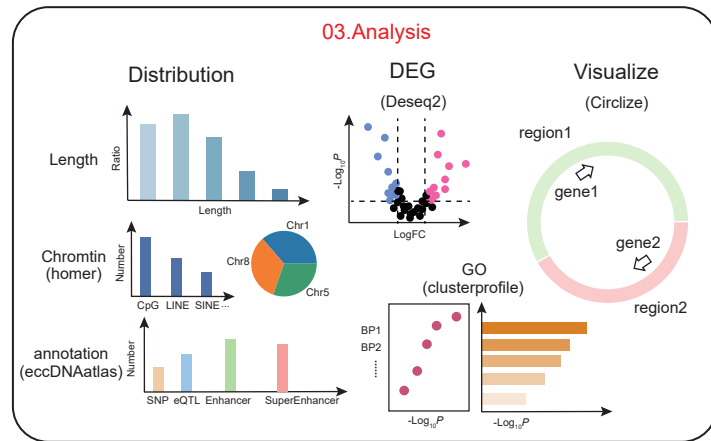 03.Analysis
Distribution
DEG
(Deseq2)
Visualize
(Circlize)
Length
Ratio
Length
-Log10P
LogFC
region1
gene1
gene2
region2
Chromtin
(homer)
Number
CpG LINE SINE...
Chr1
Chr8
Chr5
GO
(clusterprofile)
BP1
BP2
......
-Log10P
-Log10P
annotation
(eccDNAatlas)
Number
SNP eQTL Enhancer SuperEnhancer